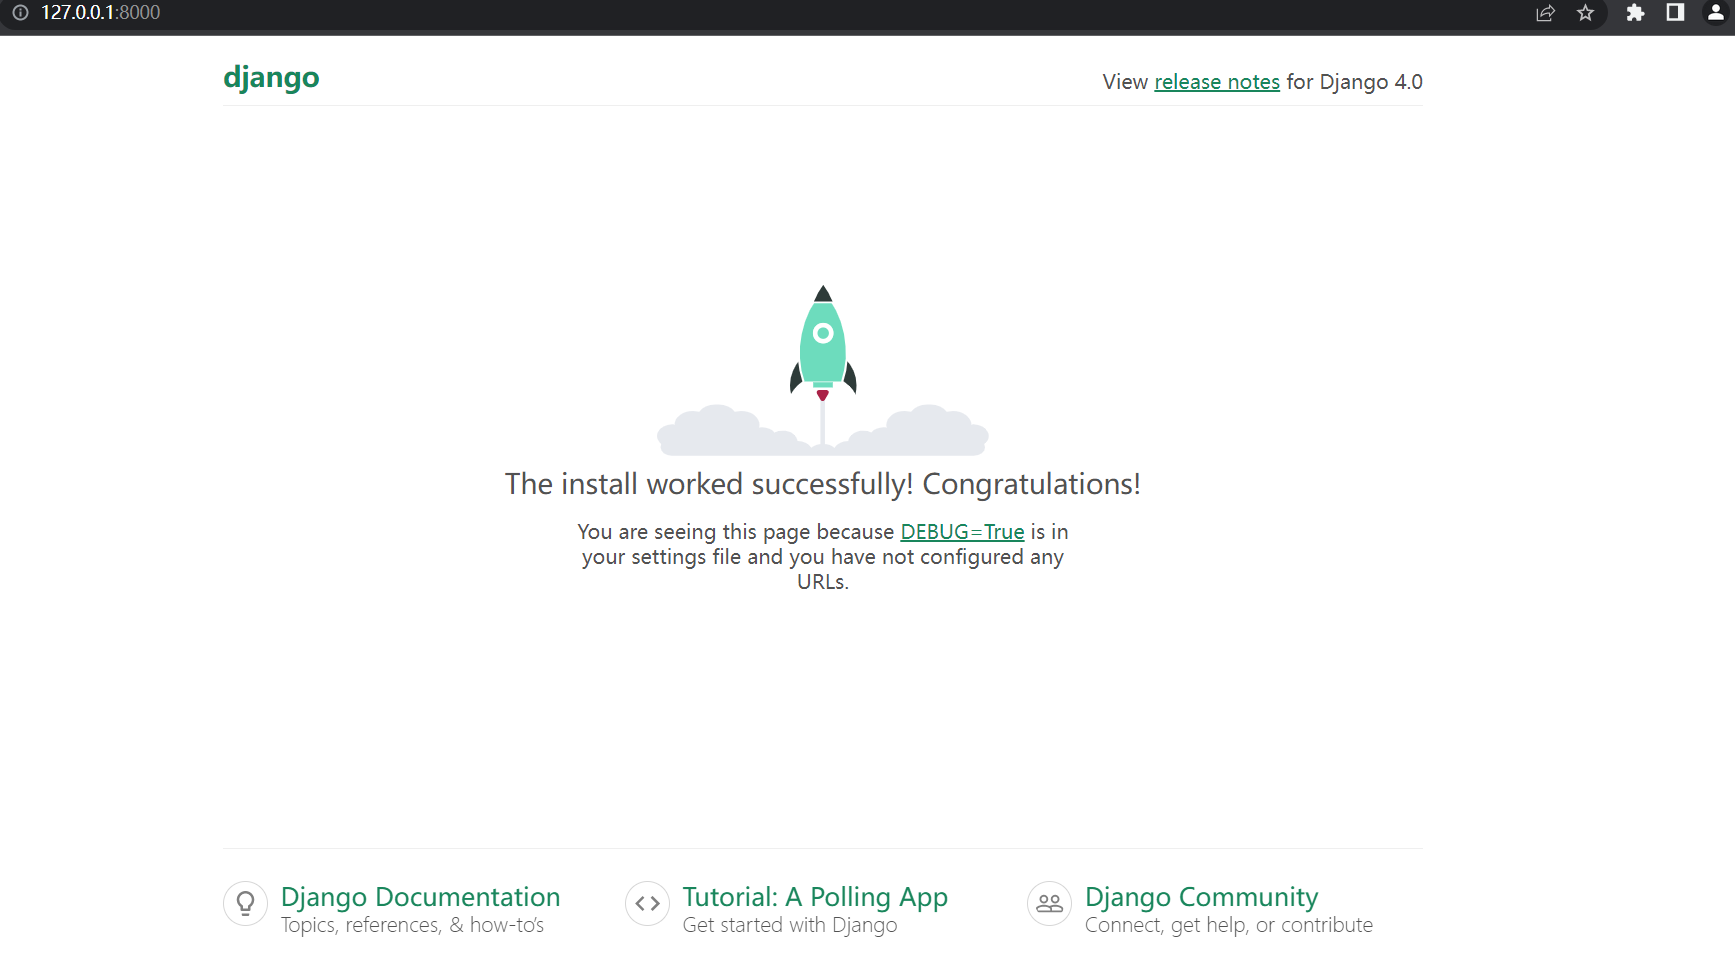 127.0.0.1:8000
django
View release notes for Django 4.0
The install worked successfully! Congratulations!
You are seeing this page because DEBUG=True is in
your settings file and you have not configured any
URLs.
Django Documentation
Topics, references, & how-to’s
Tutorial: A Polling App
Get started with Django
Django Community
Connect, get help, or contribute